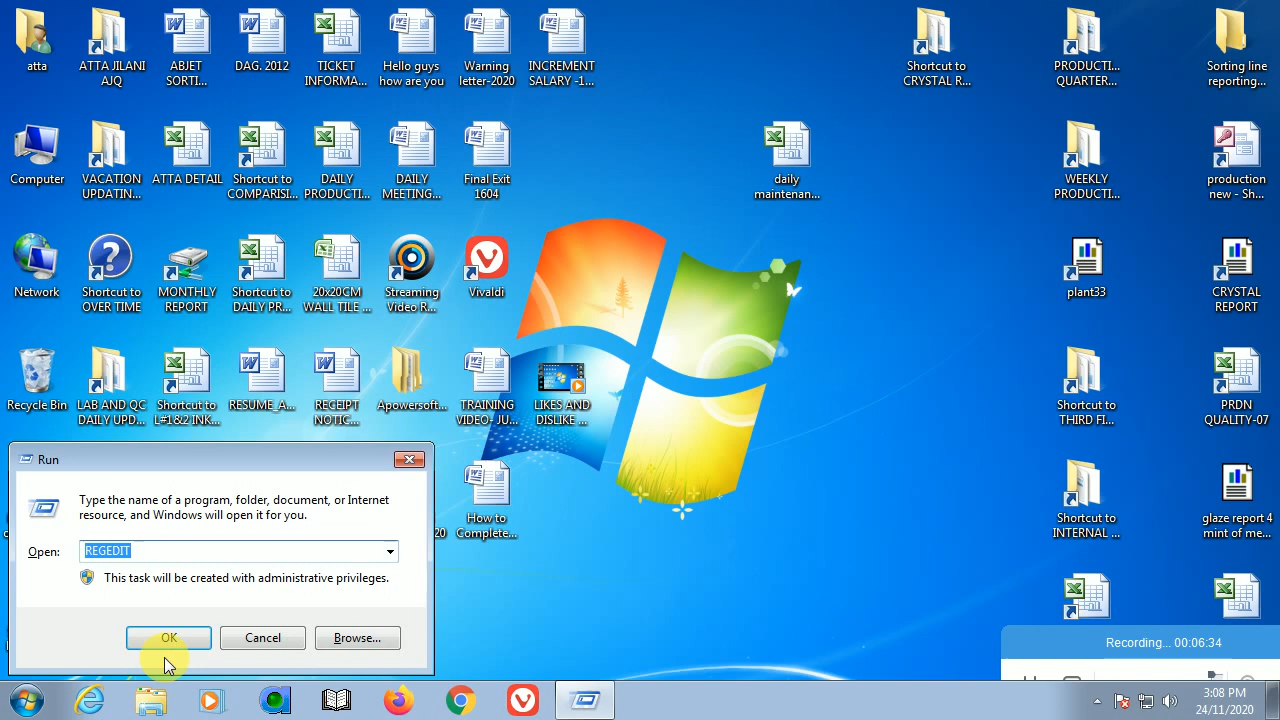 atta
ATTA JILANI
AJQ
ABJET
SORTI...
DAG. 2012
TICKET
INFORMA...
Hello guys
how are you
Warning
letter-2020
INCREMENT
SALARY -1...
Shortcut to
CRYSTAL R...
PRODUCTI...
QUARTER...
Sorting line
reporting...
Computer
VACATION
UPDATIN...
ATTA DETAIL
Shortcut to
COMPARISI...
DAILY
PRODUCTI...
DAILY
MEETING...
Final Exit
1604
daily
maintenan...
WEEKLY
PRODUCTI...
production
new - Sh...
Network
Shortcut to
OVER TIME
MONTHLY
REPORT
Shortcut to
DAILY PR...
20x20CM
WALL TILE ...
Streaming
Video R...
Vivaldi
plant33
CRYSTAL
REPORT
Recycle Bin
LAB AND QC
DAILY UPD...
Shortcut to
L#1&2 INK...
RESUME_A...
RECEIPT
NOTIC...
Apowersoft...
TRAINING
VIDEO- JU...
LIKES AND
DISLIKE ...
Shortcut to
THIRD FI...
PRDN
QUALITY-07
Run
Type the name of a program, folder, document, or Internet
resource, and Windows will open it for you.
Open: REGEDIT
This task will be created with administrative privileges.
OK Cancel Browse...
20
How to
Complete...
Shortcut to
INTERNAL ...
glaze report 4
mint of me...
Recording... 00:06:34
3:08 PM
24/11/2020